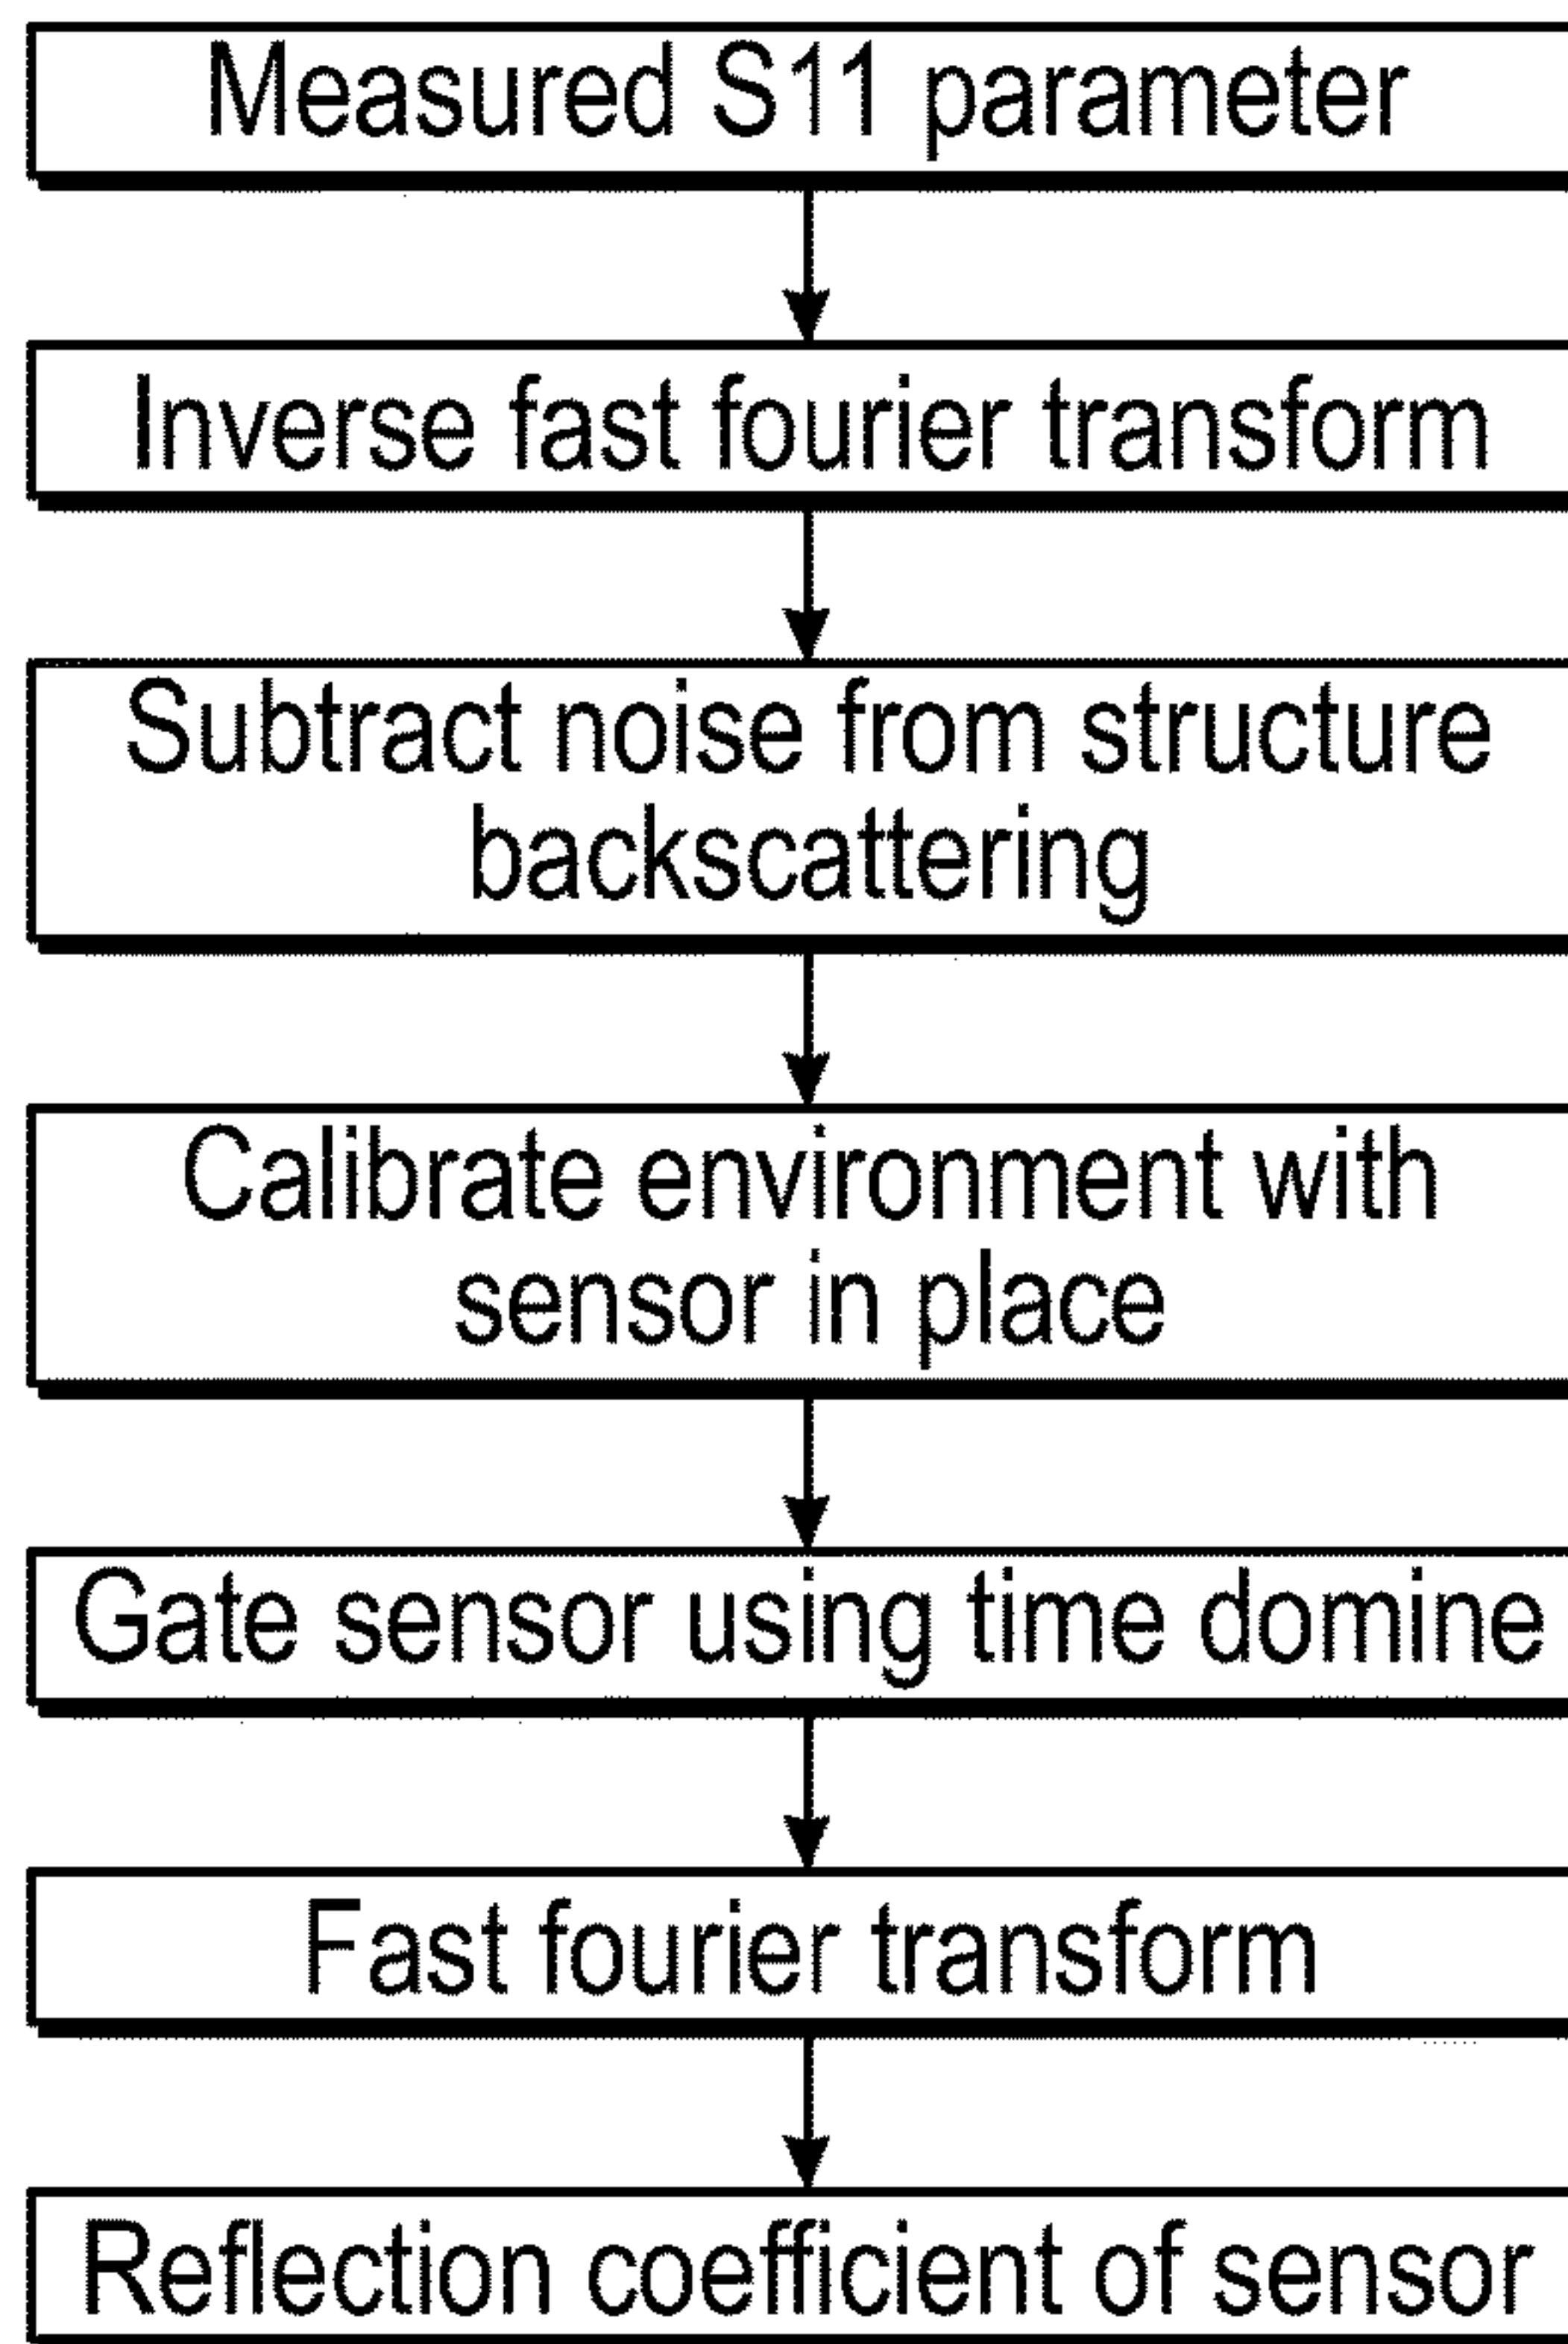 Measured S11 parameter
Inverse fast fourier transform
Subtract noise from structure
backscattering
Calibrate environment with
sensor in place
Gate sensor using time domine
Fast fourier transform
Reflection coefficient of sensor